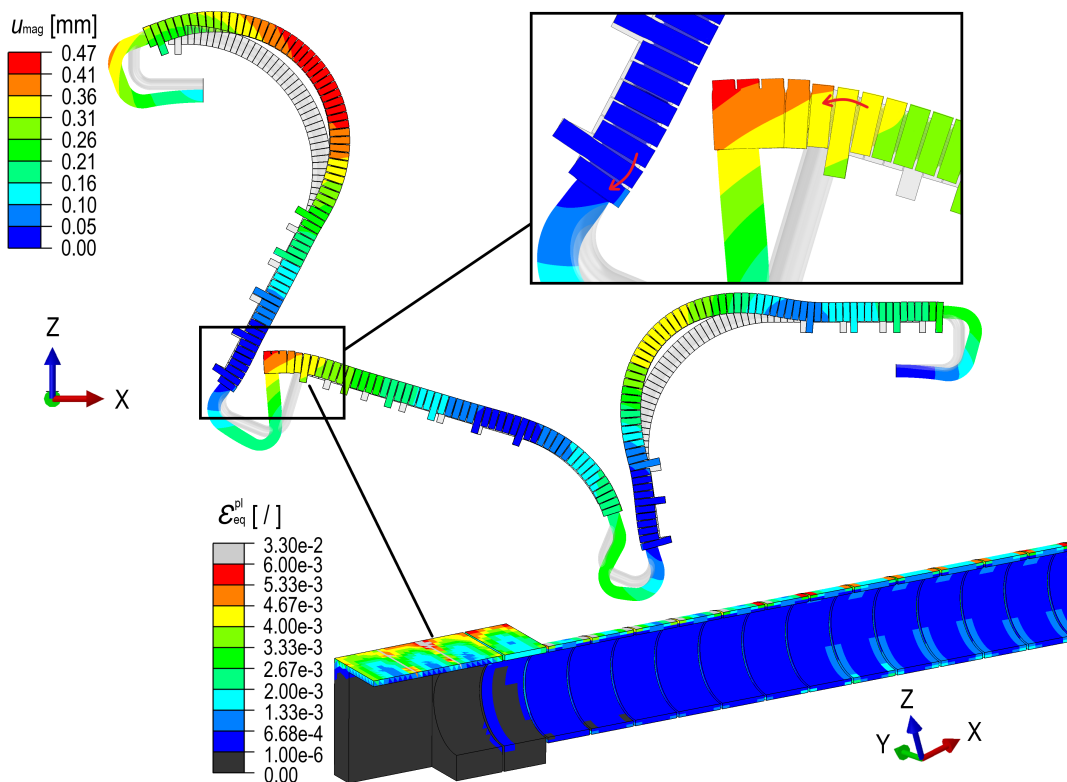 u_mag [mm]
0.47
0.41
0.36
0.31
0.26
0.21
0.16
0.10
0.05
0.00
Z
X
ε_eq^pl [ / ]
3.30e-2
6.00e-3
5.33e-3
4.67e-3
4.00e-3
3.33e-3
2.67e-3
2.00e-3
1.33e-3
6.68e-4
1.00e-6
0.00
Z
Y
X